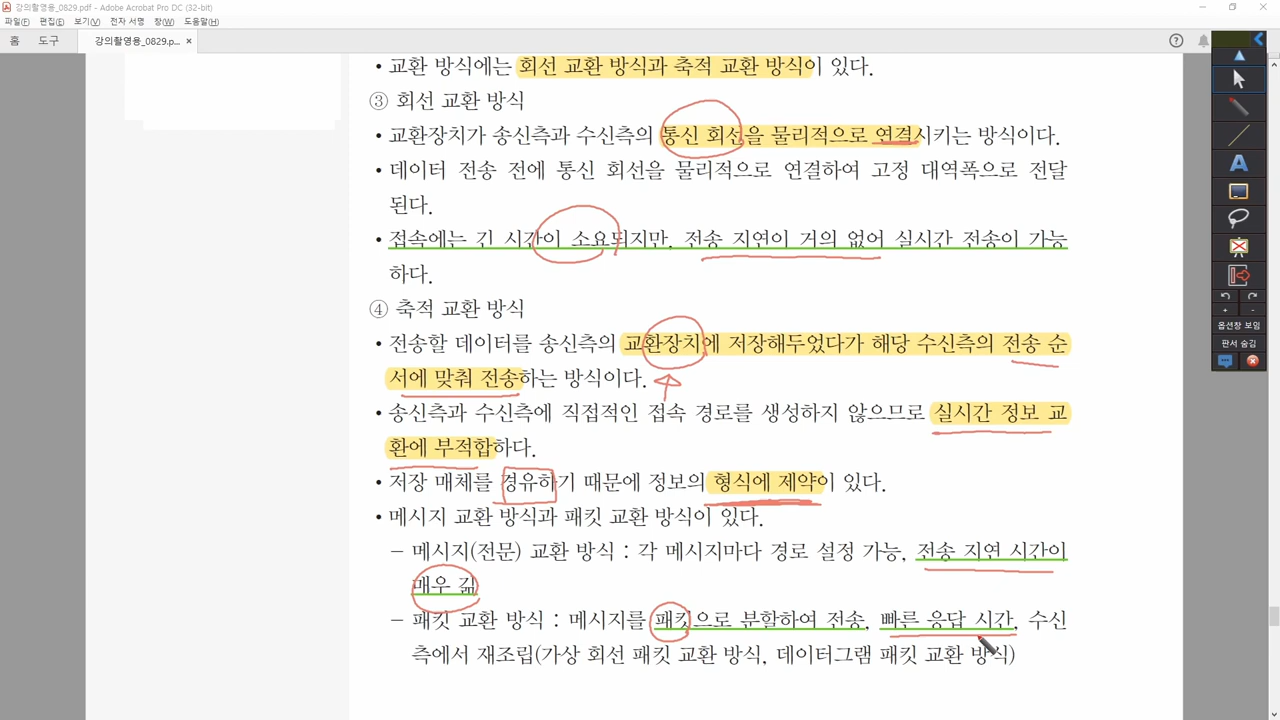 강의촬영용_0829.pdf - Adobe Acrobat Pro DC (32-bit)
파일(F) 편집(E) 보기(V) 전자 서명 창(W) 도움말(H)
홈 도구 강의촬영용_0829.p... ×
• 교환 방식에는 회선 교환 방식과 축적 교환 방식이 있다.
③ 회선 교환 방식
• 교환장치가 송신측과 수신측의 통신 회선을 물리적으로 연결시키는 방식이다.
• 데이터 전송 전에 통신 회선을 물리적으로 연결하여 고정 대역폭으로 전달
된다.
• 접속에는 긴 시간이 소요되지만, 전송 지연이 거의 없어 실시간 전송이 가능
하다.
④ 축적 교환 방식
• 전송할 데이터를 송신측의 교환장치에 저장해두었다가 해당 수신측의 전송 순
서에 맞춰 전송하는 방식이다.
• 송신측과 수신측에 직접적인 접속 경로를 생성하지 않으므로 실시간 정보 교
환에 부적합하다.
• 저장 매체를 경유하기 때문에 정보의 형식에 제약이 있다.
• 메시지 교환 방식과 패킷 교환 방식이 있다.
– 메시지(전문) 교환 방식 : 각 메시지마다 경로 설정 가능, 전송 지연 시간이
매우 긺
– 패킷 교환 방식 : 메시지를 패킷으로 분할하여 전송, 빠른 응답 시간, 수신
측에서 재조립(가상 회선 패킷 교환 방식, 데이터그램 패킷 교환 방식)
A
옵션창 보임
판서 숨김